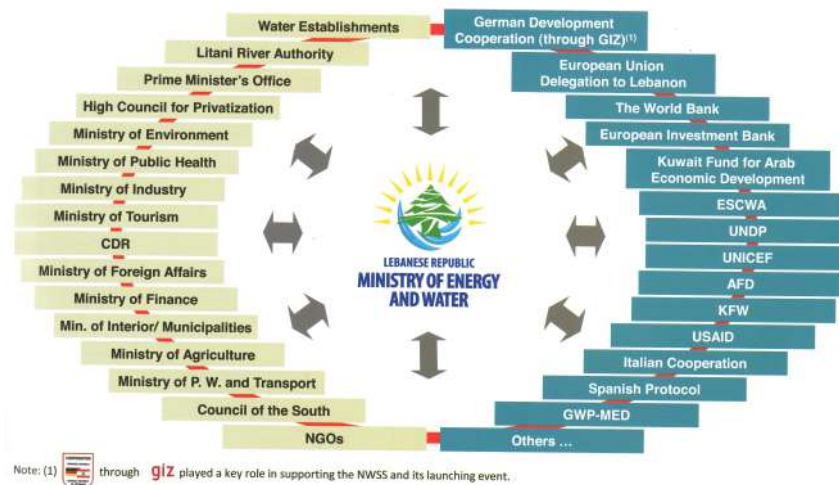 Water Establishments
Litani River Authority
Prime Minister's Office
High Council for Privatization
Ministry of Environment
Ministry of Public Health
Ministry of Industry
Ministry of Tourism
CDR
Ministry of Foreign Affairs
Ministry of Finance
Min. of Interior/ Municipalities
Ministry of Agriculture
Ministry of P. W. and Transport
Council of the South
NGOs
LEBANESE REPUBLIC
MINISTRY OF ENERGY
AND WATER
German Development
Cooperation (through GIZ)(1)
European Union
Delegation to Lebanon
The World Bank
European Investment Bank
Kuwait Fund for Arab
Economic Development
ESCWA
UNDP
UNICEF
AFD
KFW
USAID
Italian Cooperation
Spanish Protocol
GWP-MED
Others ...
Note: (1) through giz played a key role in supporting the NWSS and its launching event.